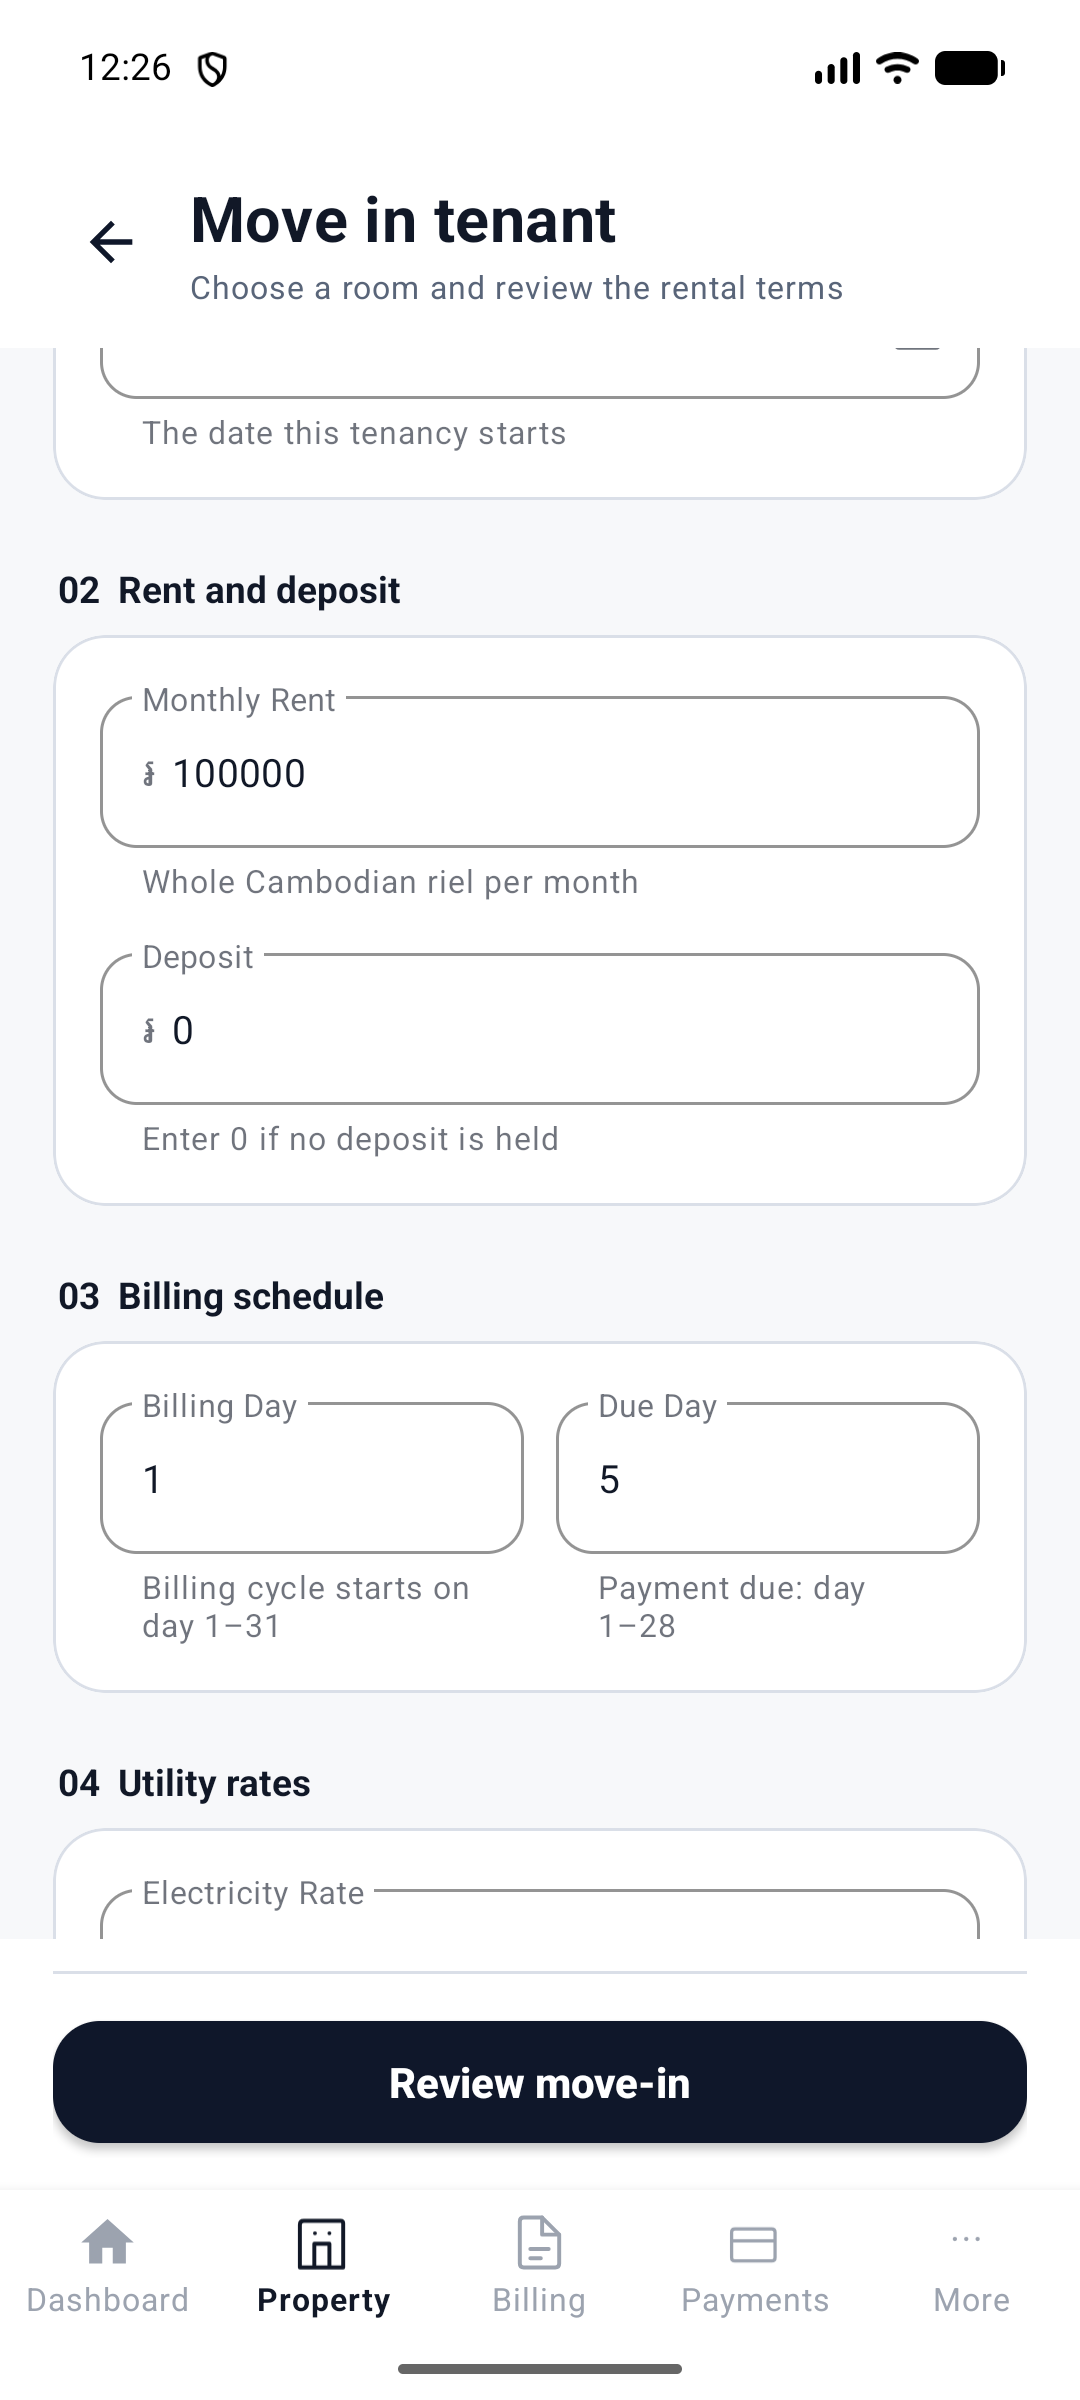 12:26
Move in tenant
Choose a room and review the rental terms
The date this tenancy starts
02 Rent and deposit
Monthly Rent
៛ 100000
Whole Cambodian riel per month
Deposit
៛ 0
Enter 0 if no deposit is held
03 Billing schedule
Billing Day
1
Billing cycle starts on
day 1–31
Due Day
5
Payment due: day
1–28
04 Utility rates
Electricity Rate
Review move-in
Dashboard
Property
Billing
Payments
More